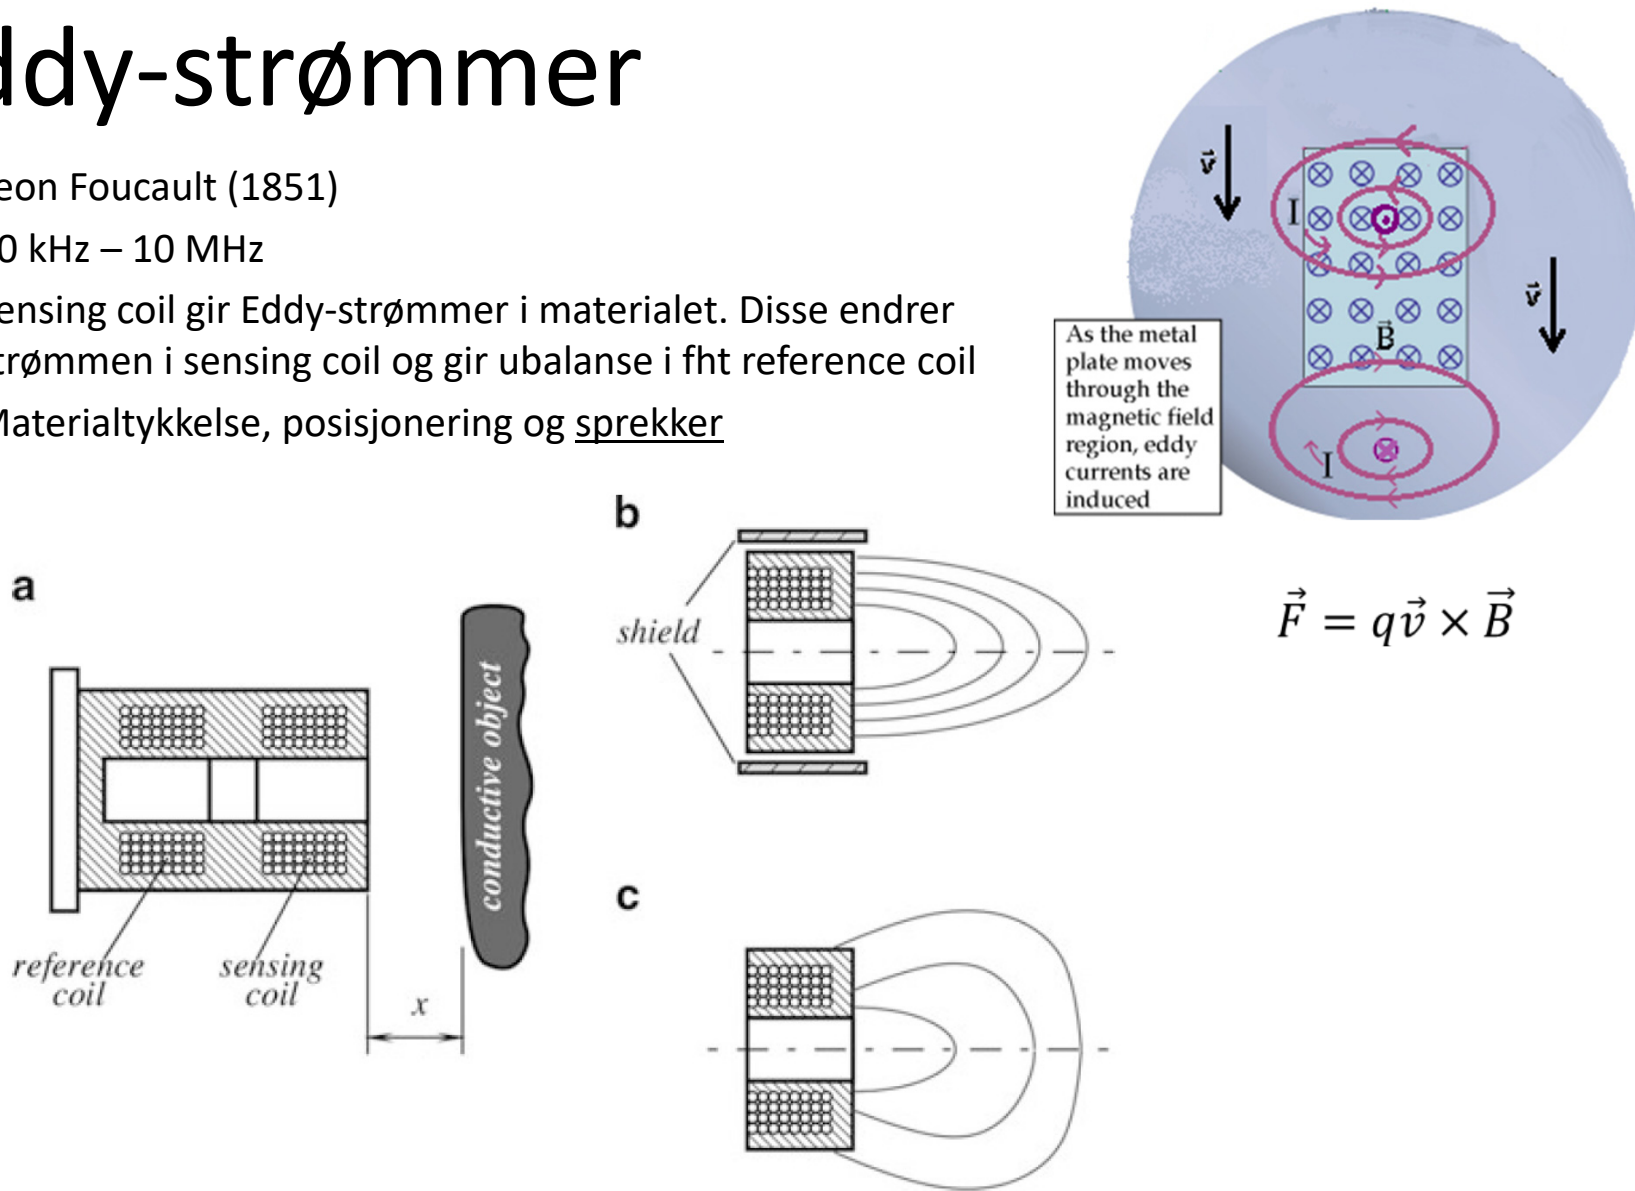 ddy-strømmer
eon Foucault (1851)
0 kHz – 10 MHz
ensing coil gir Eddy-strømmer i materialet. Disse endrer
trømmen i sensing coil og gir ubalanse i fht reference coil
Materialtykkelse, posisjonering og sprekker
v⃗
I
B⃗
v⃗
I
As the metal
plate moves
through the
magnetic field
region, eddy
currents are
induced
F⃗ = qv⃗ × B⃗
a
conductive object
reference
coil
sensing
coil
x
b
shield
c